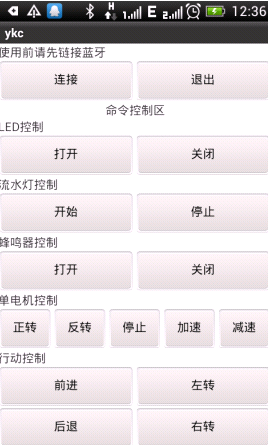 H E 12:36
ykc
使用前请先链接蓝牙
连接 退出
命令控制区
LED控制
打开 关闭
流水灯控制
开始 停止
蜂鸣器控制
打开 关闭
单电机控制
正转 反转 停止 加速 减速
行动控制
前进 左转
后退 右转